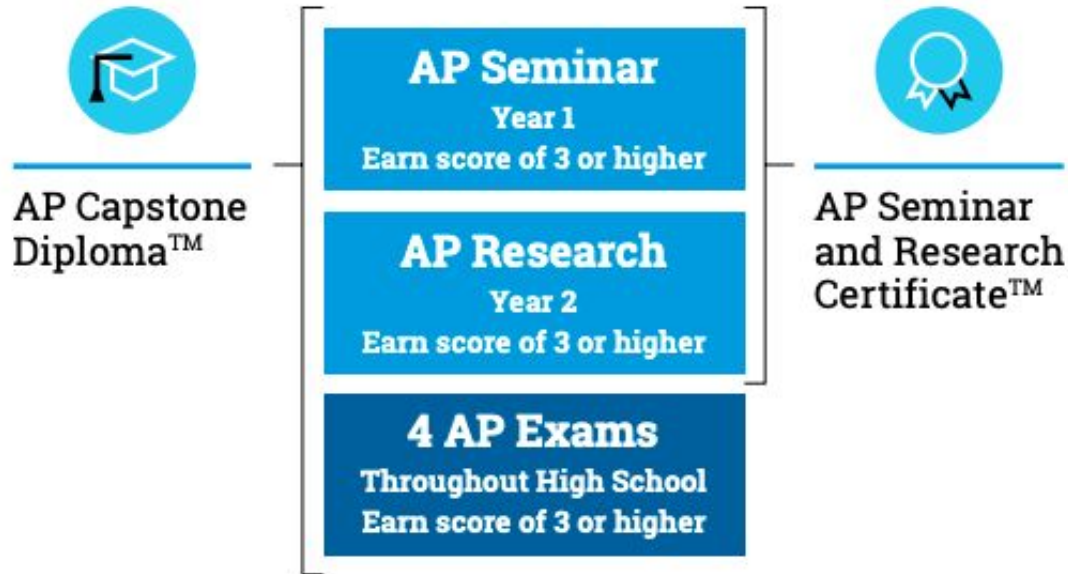 AP Capstone
Diploma™
AP Seminar
Year 1
Earn score of 3 or higher
AP Research
Year 2
Earn score of 3 or higher
4 AP Exams
Throughout High School
Earn score of 3 or higher
AP Seminar
and Research
Certificate™